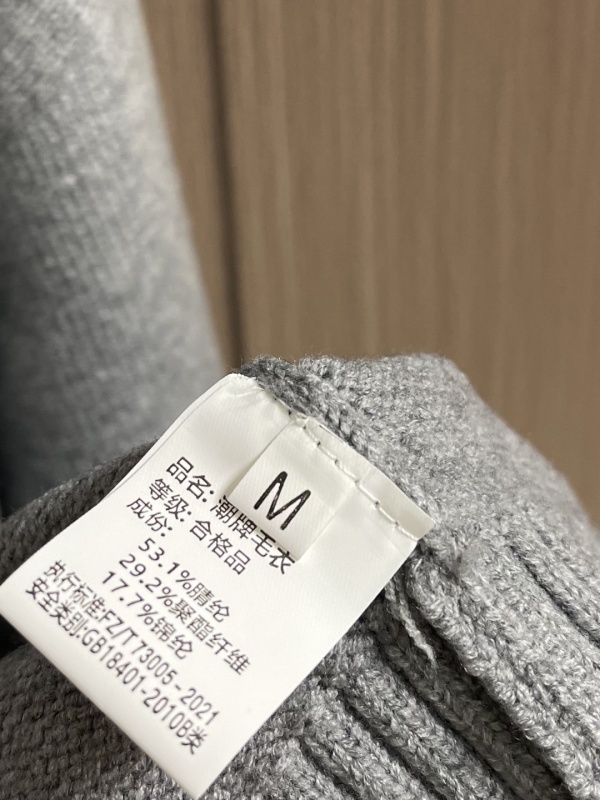 M
品名:潮牌毛衣
等级:合格品
成份:
53.1%腈纶
29.2%聚酯纤维
17.7%锦纶
执行标准:FZ/T73005-2021
安全类别:GB18401-2010B类